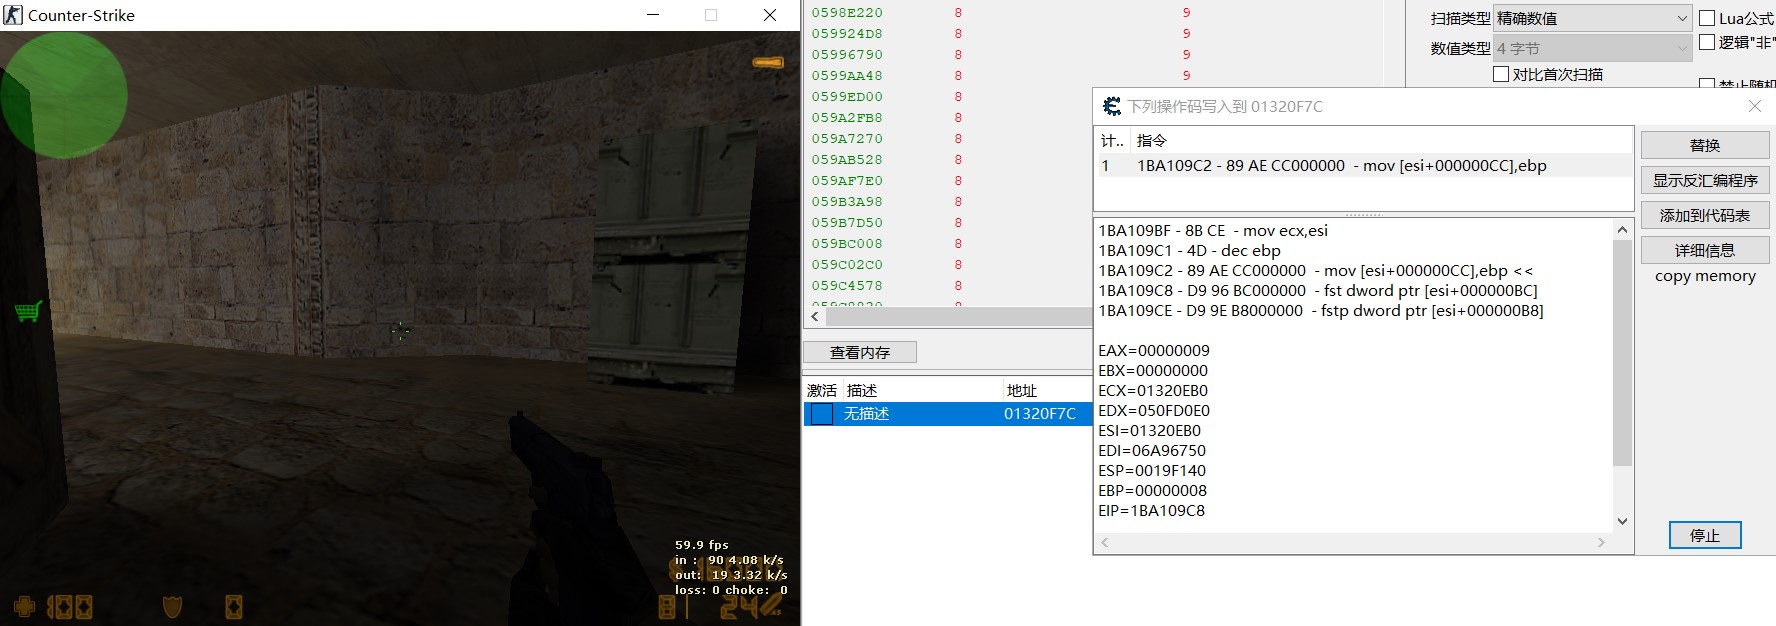 Counter-Strike
59.9 fps
in : 90 4.08 k/s
out: 19 3.32 k/s
loss: 0 choke: 0
100
0
8
24
0598E220 8 9
059924D8 8 9
05996790 8 9
0599AA48 8 9
0599ED00 8
059A2FB8 8
059A7270 8
059AB528 8
059AF7E0 8
059B3A98 8
059B7D50 8
059BC008 8
059C02C0 8
059C4578 8
查看内存
激活 描述 地址
无描述 01320F7C
扫描类型 精确数值
Lua公式
数值类型 4 字节
逻辑"非"
对比首次扫描
禁止随机
下列操作码写入到 01320F7C
计.. 指令
1 1BA109C2 - 89 AE CC000000 - mov [esi+000000CC],ebp
1BA109BF - 8B CE - mov ecx,esi
1BA109C1 - 4D - dec ebp
1BA109C2 - 89 AE CC000000 - mov [esi+000000CC],ebp <<
1BA109C8 - D9 96 BC000000 - fst dword ptr [esi+000000BC]
1BA109CE - D9 9E B8000000 - fstp dword ptr [esi+000000B8]
EAX=00000009
EBX=00000000
ECX=01320EB0
EDX=050FD0E0
ESI=01320EB0
EDI=06A96750
ESP=0019F140
EBP=00000008
EIP=1BA109C8
替换
显示反汇编程序
添加到代码表
详细信息
copy memory
停止